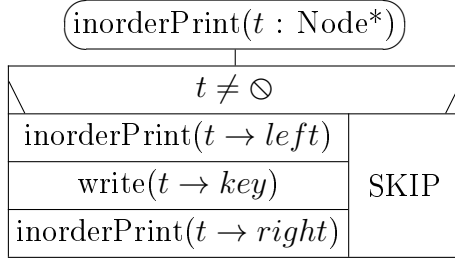 inorderPrint(t : Node*)
t ≠ ⊘
inorderPrint(t → left)
write(t → key)
SKIP
inorderPrint(t → right)